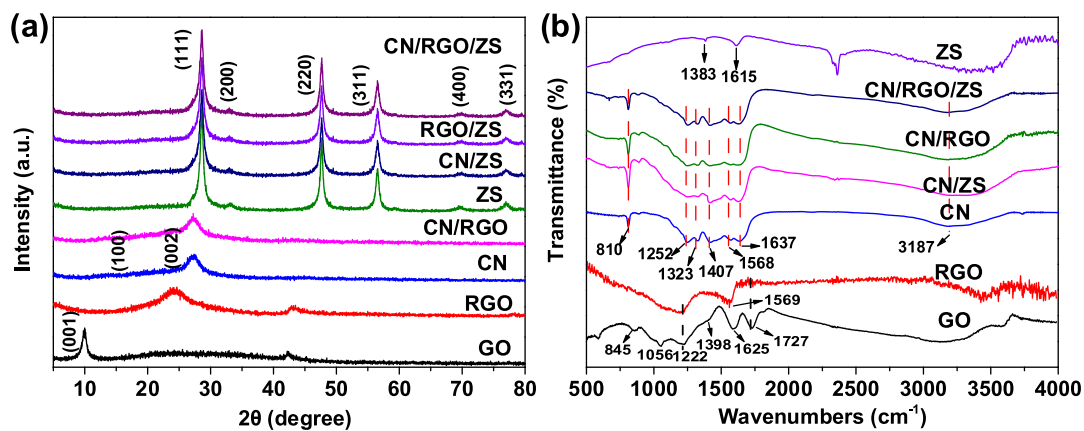 (a)
Intensity (a.u.)
CN/RGO/ZS
RGO/ZS
CN/ZS
ZS
CN/RGO
CN
RGO
GO
(111)
(200)
(220)
(311)
(400)
(331)
(100)
(002)
(001)
10 20 30 40 50 60 70 80
2θ (degree)
(b)
Transmittance (%)
ZS
1383 1615
CN/RGO/ZS
CN/RGO
CN/ZS
CN
810 1252 1323 1407 1568 1637 3187
RGO
1569
GO
845 1056 1222 1398 1625 1727
500 1000 1500 2000 2500 3000 3500 4000
Wavenumbers (cm⁻¹)